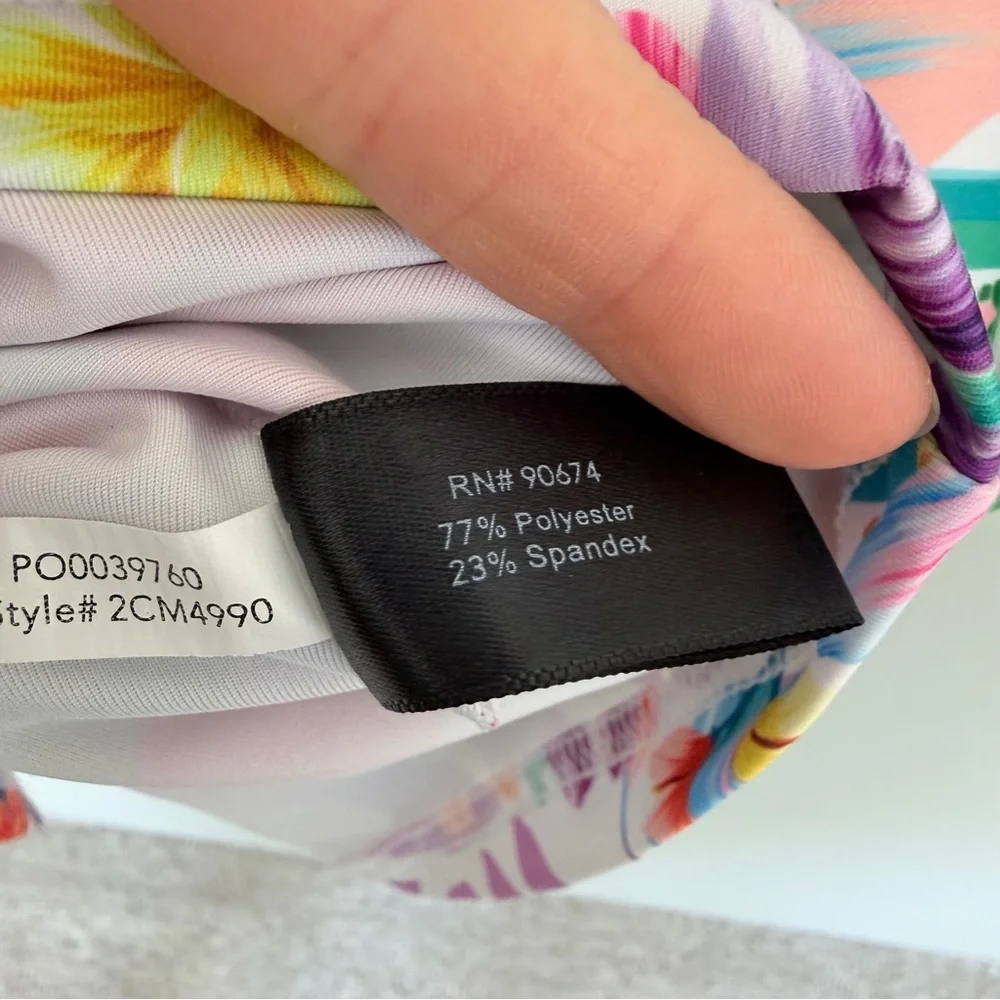 RN# 90674
77% Polyester
23% Spandex
PO0039760
Style# 2CM4990